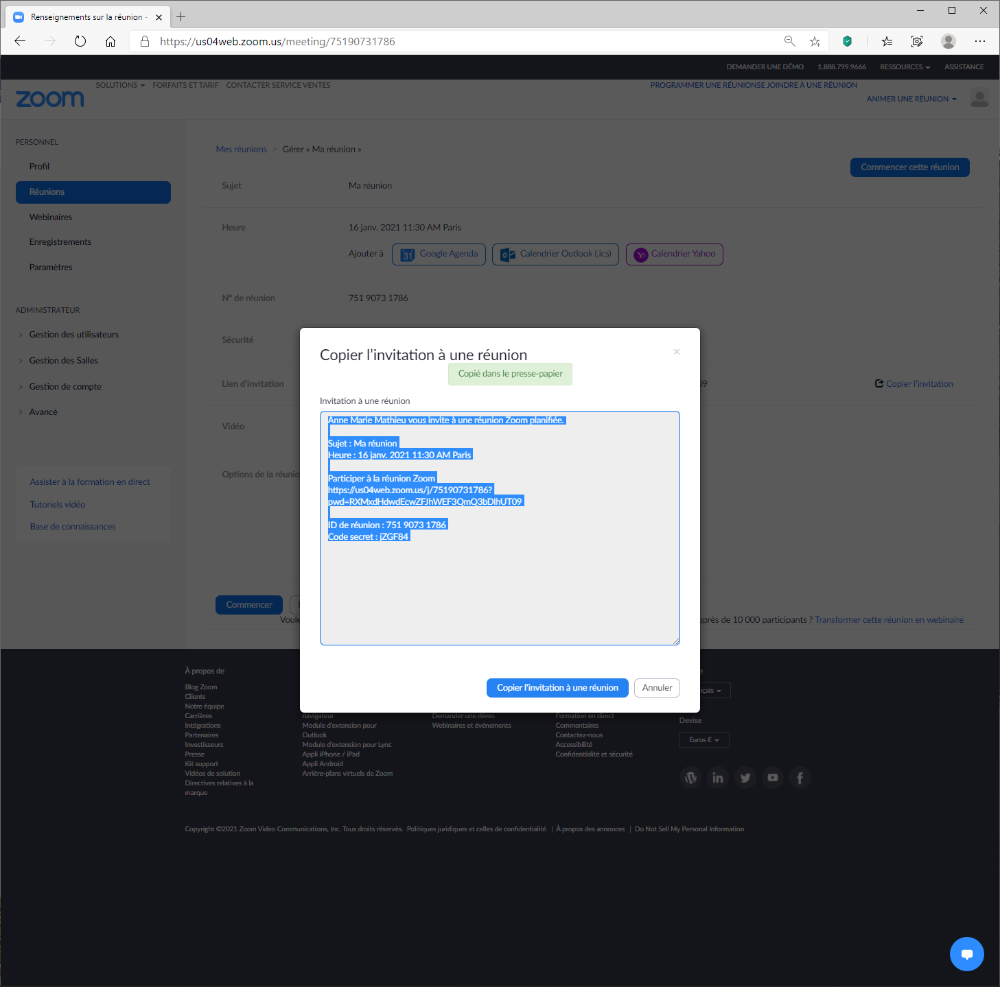 Renseignements sur la réunion -
https://us04web.zoom.us/meeting/75190731786
DEMANDER UNE DÉMO 1.888.799.9666 RESSOURCES ASSISTANCE
zoom
SOLUTIONS FORFAITS ET TARIF CONTACTER SERVICE VENTES
PROGRAMMER UNE RÉUNIONSE JOINDRE À UNE RÉUNION
ANIMER UNE RÉUNION
PERSONNEL
Profil
Réunions
Webinaires
Enregistrements
Paramètres
ADMINISTRATEUR
Gestion des utilisateurs
Gestion des Salles
Gestion de compte
Avancé
Assister à la formation en direct
Tutoriels vidéo
Base de connaissances
Mes réunions > Gérer « Ma réunion »
Commencer cette réunion
Sujet Ma réunion
Heure 16 janv. 2021 11:30 AM Paris
Ajouter à 31 Google Agenda Calendrier Outlook (.ics) Calendrier Yahoo
N° de réunion 751 9073 1786
Sécurité
Lien d’invitation 09 Copier l’invitation
Vidéo
Options de la réunio
Copier l’invitation à une réunion ×
Copié dans le presse-papier
Invitation à une réunion
Anne Marie Mathieu vous invite à une réunion Zoom planifiée.
Sujet : Ma réunion
Heure : 16 janv. 2021 11:30 AM Paris
Participer à la réunion Zoom
https://us04web.zoom.us/j/75190731786?
pwd=RXMxdHdwdEcwZFJhWEF3QmQ3bDlhUT09
ID de réunion : 751 9073 1786
Code secret : jZGF84
Copier l’invitation à une réunion Annuler
Commencer
Voule
uprès de 10 000 participants ? Transformer cette réunion en webinaire
À propos de
Blog Zoom
Clients
Notre équipe
Carrières
Intégrations
Partenaires
Investisseurs
Presse
Kit support
Vidéos de solution
Directives relatives à la
marque
navigateur
Module d’extension pour
Outlook
Module d’extension pour Lync
Appli iPhone / iPad
Appli Android
Arrière-plans virtuels de Zoom
Demander une démo
Webinaires et événements
Formation en direct
Commentaires
Contactez-nous
Accessibilité
Confidentialité et sécurité
e
çais
Devise
Euros €
Copyright ©2021 Zoom Video Communications, Inc. Tous droits réservés. Politiques juridiques et celles de confidentialité | À propos des annonces | Do Not Sell My Personal Information